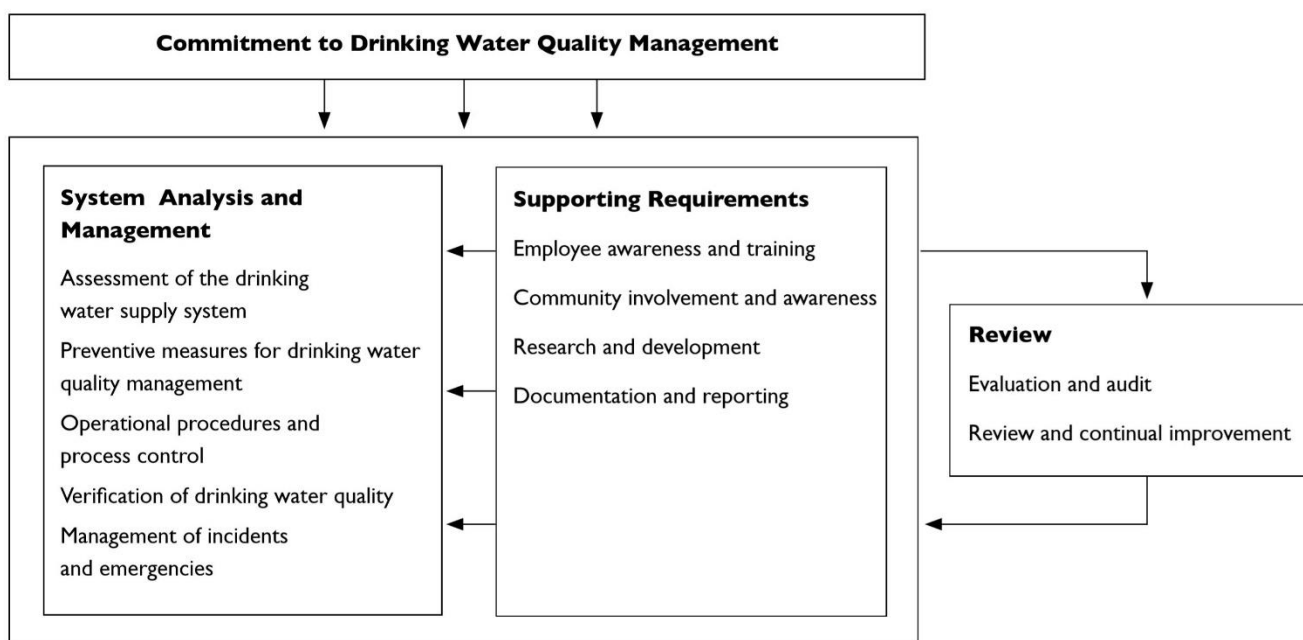 Commitment to Drinking Water Quality Management
System Analysis and
Management
Assessment of the drinking
water supply system
Preventive measures for drinking water
quality management
Operational procedures and
process control
Verification of drinking water quality
Management of incidents
and emergencies
Supporting Requirements
Employee awareness and training
Community involvement and awareness
Research and development
Documentation and reporting
Review
Evaluation and audit
Review and continual improvement